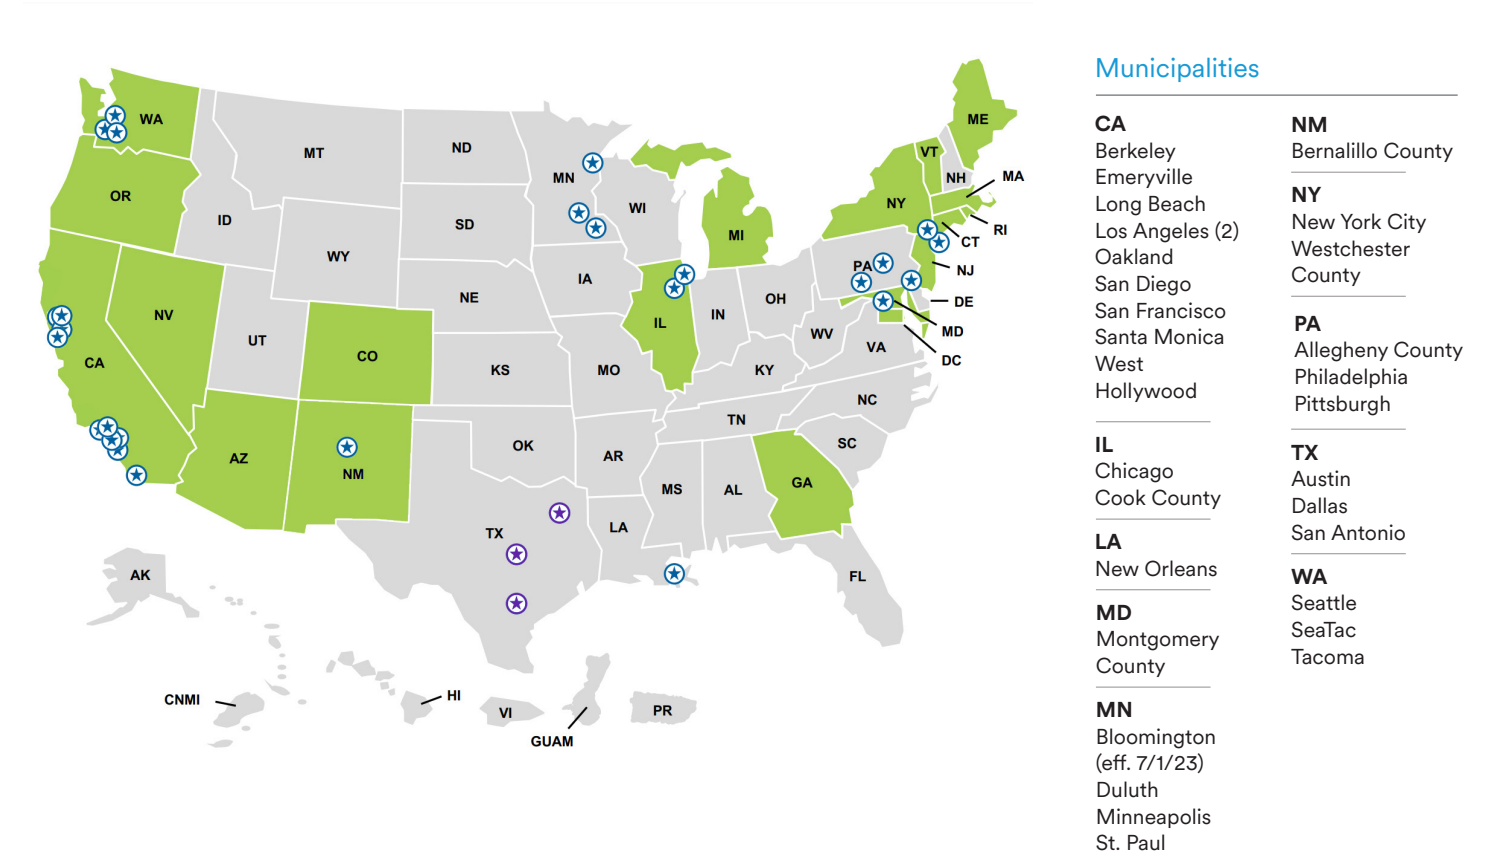 WA
OR
CA
NV
ID
MT
WY
UT
AZ
CO
NM
ND
SD
NE
KS
OK
TX
MN
IA
MO
AR
LA
WI
IL
MI
IN
OH
KY
TN
MS
AL
GA
FL
SC
NC
VA
WV
PA
NY
VT
NH
ME
MA
RI
CT
NJ
DE
MD
DC
AK
CNMI
HI
VI
GUAM
PR
Municipalities
CA
Berkeley
Emeryville
Long Beach
Los Angeles (2)
Oakland
San Diego
San Francisco
Santa Monica
West
Hollywood
IL
Chicago
Cook County
LA
New Orleans
MD
Montgomery
County
MN
Bloomington
(eff. 7/1/23)
Duluth
Minneapolis
St. Paul
NM
Bernalillo County
NY
New York City
Westchester
County
PA
Allegheny County
Philadelphia
Pittsburgh
TX
Austin
Dallas
San Antonio
WA
Seattle
SeaTac
Tacoma